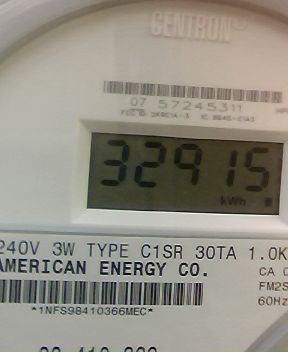 CENTRON®
07 57245311
32915
kWh
240V 3W TYPE C1SR 30TA 1.0K
AMERICAN ENERGY CO.
CA 0
FM2S
60Hz
*1NFS98410366MEC*